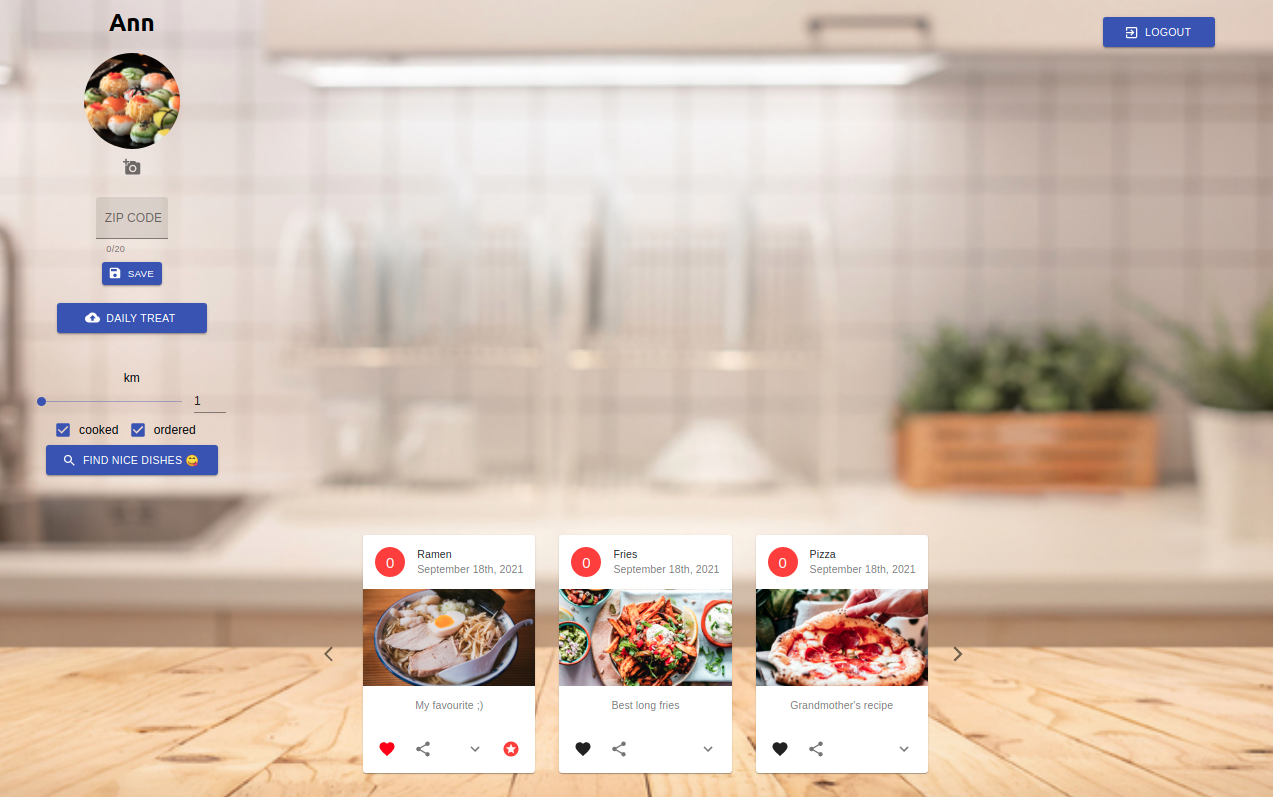 Ann
LOGOUT
ZIP CODE
0/20
SAVE
DAILY TREAT
km
1
cooked
ordered
FIND NICE DISHES 😋
0
Ramen
September 18th, 2021
My favourite ;)
0
Fries
September 18th, 2021
Best long fries
0
Pizza
September 18th, 2021
Grandmother's recipe